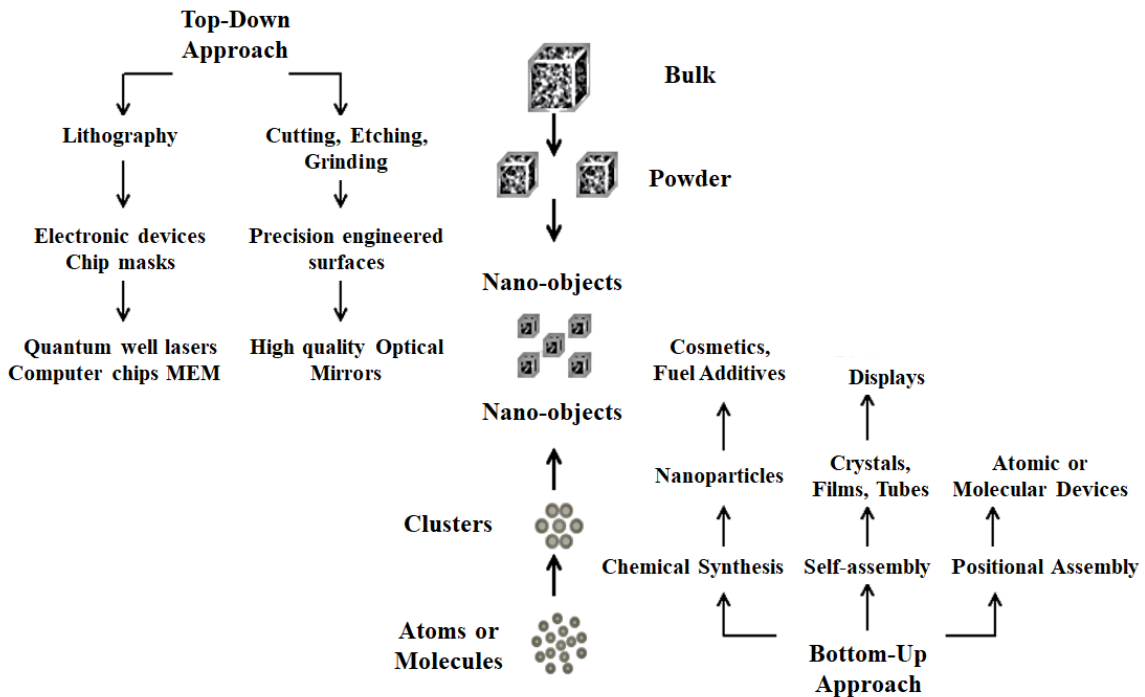 Top-Down
Approach
Lithography
Cutting, Etching,
Grinding
Electronic devices
Chip masks
Precision engineered
surfaces
Quantum well lasers
Computer chips MEM
High quality Optical
Mirrors
Bulk
Powder
Nano-objects
Nano-objects
Clusters
Atoms or
Molecules
Cosmetics,
Fuel Additives
Displays
Nanoparticles
Crystals,
Films, Tubes
Atomic or
Molecular Devices
Chemical Synthesis
Self-assembly
Positional Assembly
Bottom-Up
Approach